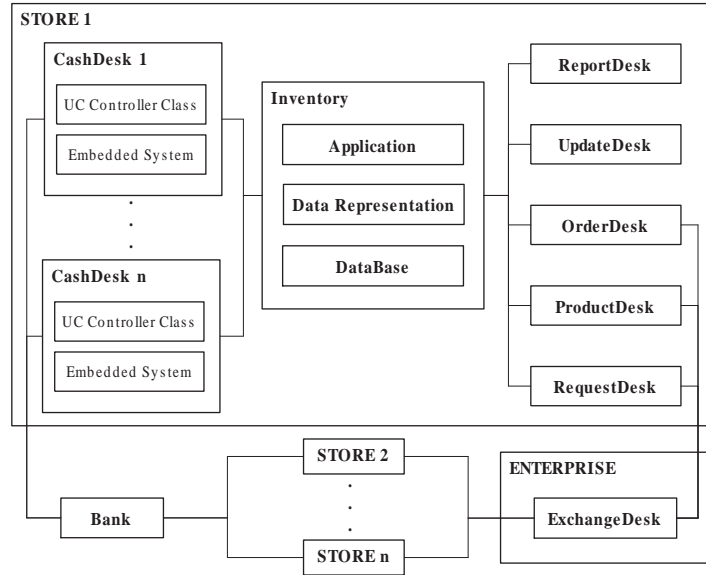 STORE 1
CashDesk 1
UC Controller Class
Embedded System
CashDesk n
UC Controller Class
Embedded System
Inventory
Application
Data Representation
DataBase
ReportDesk
UpdateDesk
OrderDesk
ProductDesk
RequestDesk
Bank
STORE 2
STORE n
ENTERPRISE
ExchangeDesk